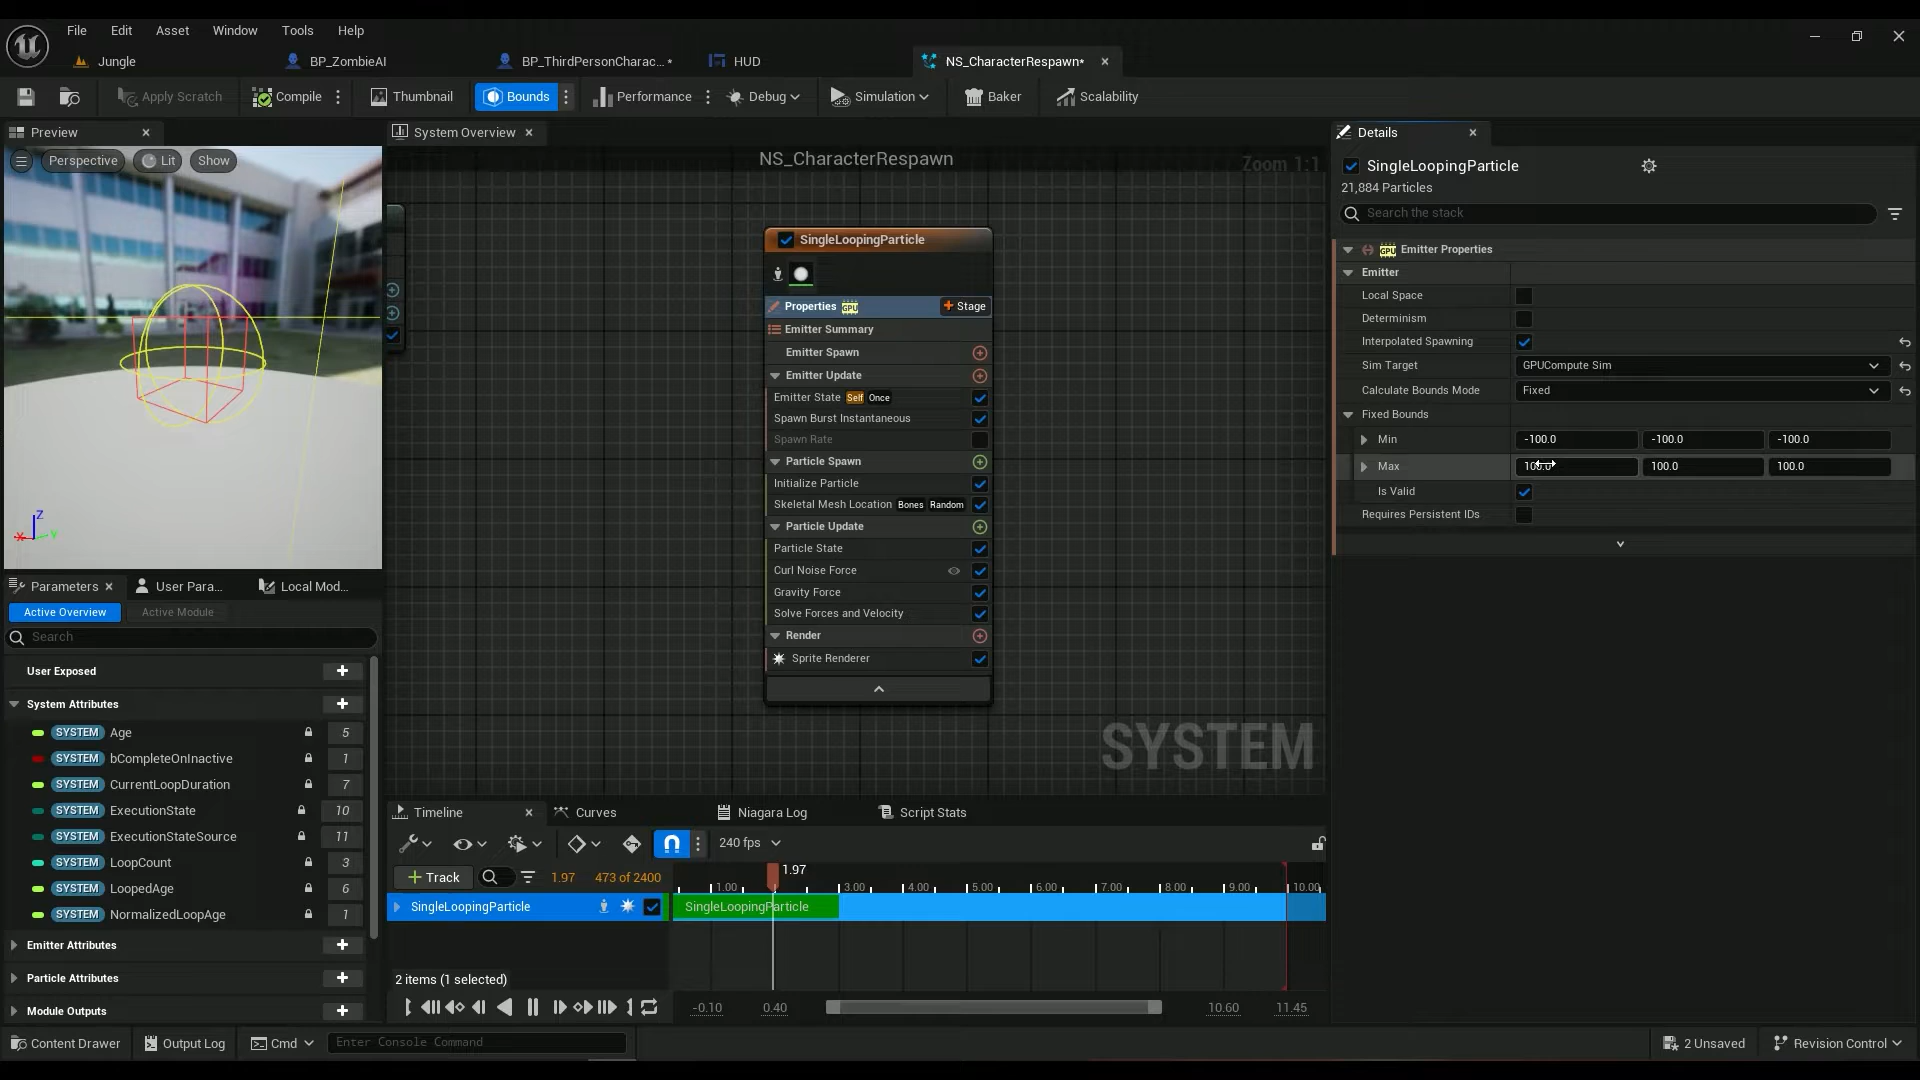 File Edit Asset Window Tools Help
Jungle BP_ZombieAI BP_ThirdPersonCharac...* HUD NS_CharacterRespawn*
Apply Scratch Compile Thumbnail Bounds Performance Debug Simulation Baker Scalability
Preview
Perspective Lit Show
Z
X Y
System Overview
NS_CharacterRespawn
Zoom 1:1
SingleLoopingParticle
Properties GPU Stage
Emitter Summary
Emitter Spawn
Emitter Update
Emitter State Self Once
Spawn Burst Instantaneous
Spawn Rate
Particle Spawn
Initialize Particle
Skeletal Mesh Location Bones Random
Particle Update
Particle State
Curl Noise Force
Gravity Force
Solve Forces and Velocity
Render
Sprite Renderer
SYSTEM
Details
SingleLoopingParticle
21,884 Particles
Search the stack
GPU Emitter Properties
Emitter
Local Space
Determinism
Interpolated Spawning
Sim Target GPUCompute Sim
Calculate Bounds Mode Fixed
Fixed Bounds
Min -100.0 -100.0 -100.0
Max 100.0 100.0 100.0
Is Valid
Requires Persistent IDs
Parameters User Para... Local Mod...
Active Overview Active Module
Search
User Exposed
System Attributes
SYSTEM Age 5
SYSTEM bCompleteOnInactive 1
SYSTEM CurrentLoopDuration 7
SYSTEM ExecutionState 10
SYSTEM ExecutionStateSource 11
SYSTEM LoopCount 3
SYSTEM LoopedAge 6
SYSTEM NormalizedLoopAge 1
Emitter Attributes
Particle Attributes
Module Outputs
Timeline Curves Niagara Log Script Stats
240 fps
Track 1.97 473 of 2400
1.97
1.00 3.00 4.00 5.00 6.00 7.00 8.00 9.00 10.00
SingleLoopingParticle SingleLoopingParticle
2 items (1 selected)
-0.10 0.40 10.60 11.45
Content Drawer Output Log Cmd Enter Console Command 2 Unsaved Revision Control